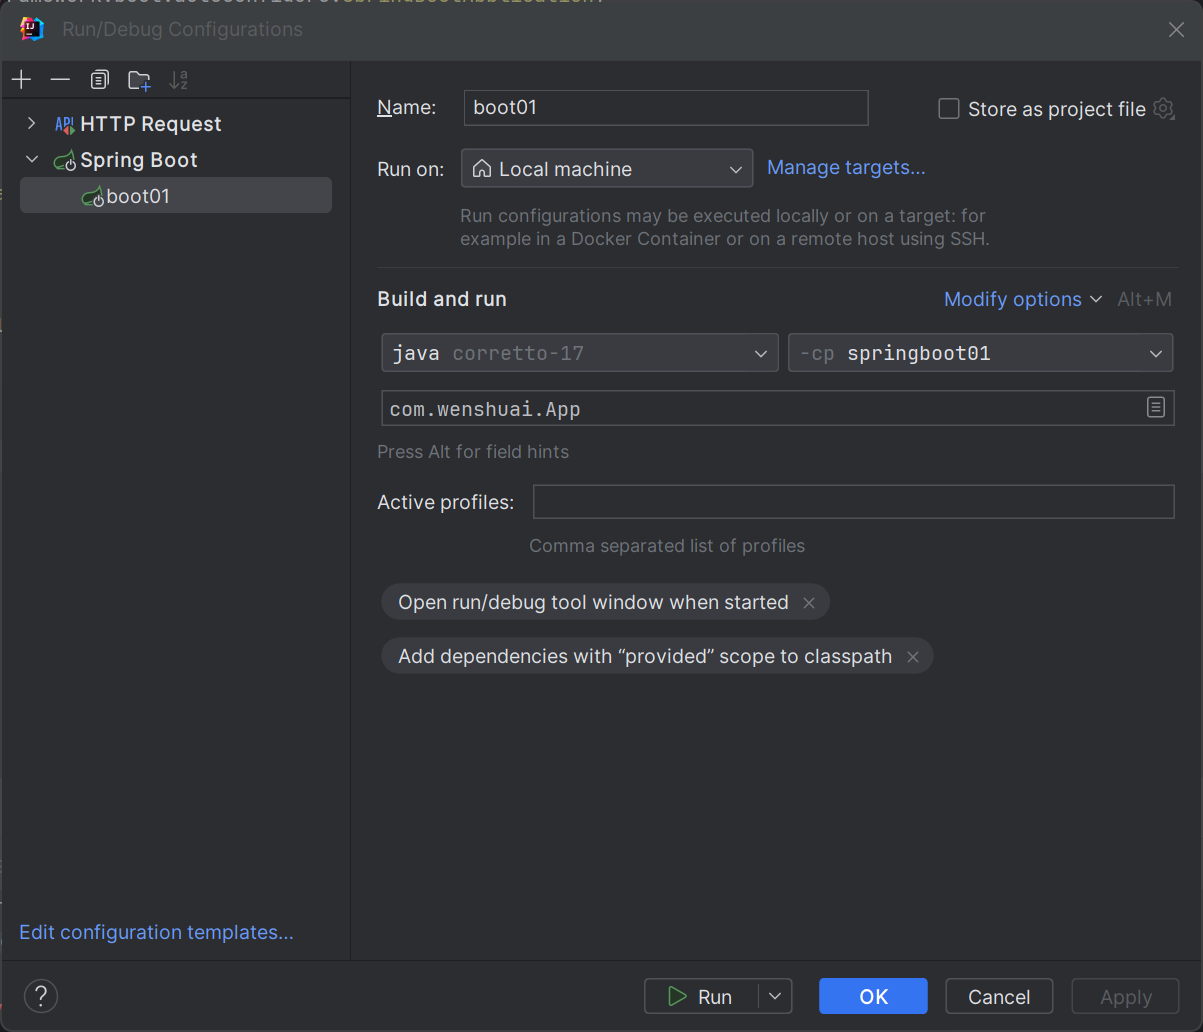 Run/Debug Configurations
Name: boot01 Store as project file
HTTP Request
Spring Boot
boot01
Run on: Local machine Manage targets...
Run configurations may be executed locally or on a target: for
example in a Docker Container or on a remote host using SSH.
Build and run Modify options Alt+M
java corretto-17 -cp springboot01
com.wenshuai.App
Press Alt for field hints
Active profiles:
Comma separated list of profiles
Open run/debug tool window when started
Add dependencies with “provided” scope to classpath
Edit configuration templates...
? Run OK Cancel Apply